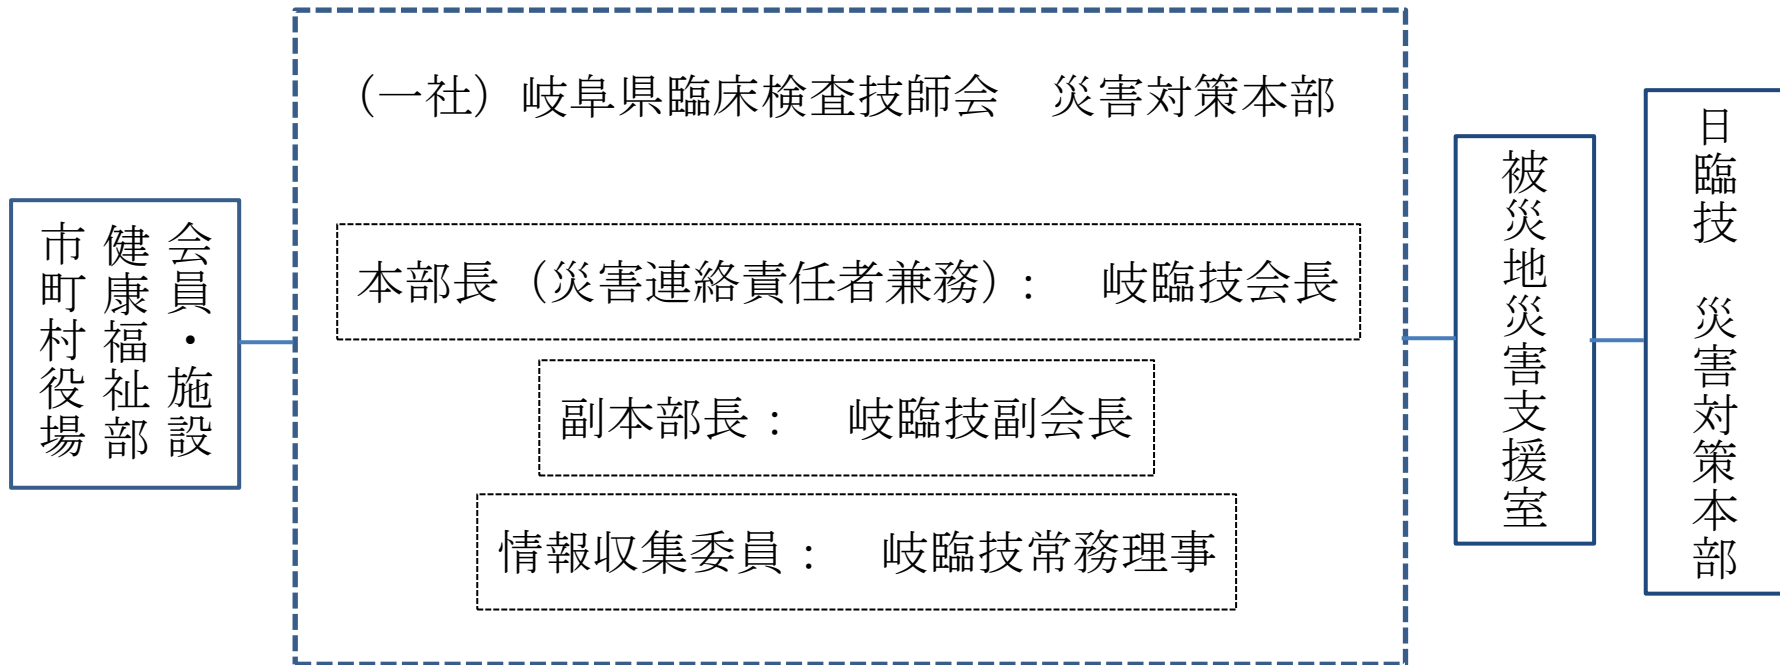 （一社）岐阜県臨床検査技師会　災害対策本部
会員・施設
健康福祉部
市町村役場
本部長（災害連絡責任者兼務）：　岐臨技会長
副本部長：　岐臨技副会長
情報収集委員：　岐臨技常務理事
被災地災害支援室
日臨技　災害対策本部